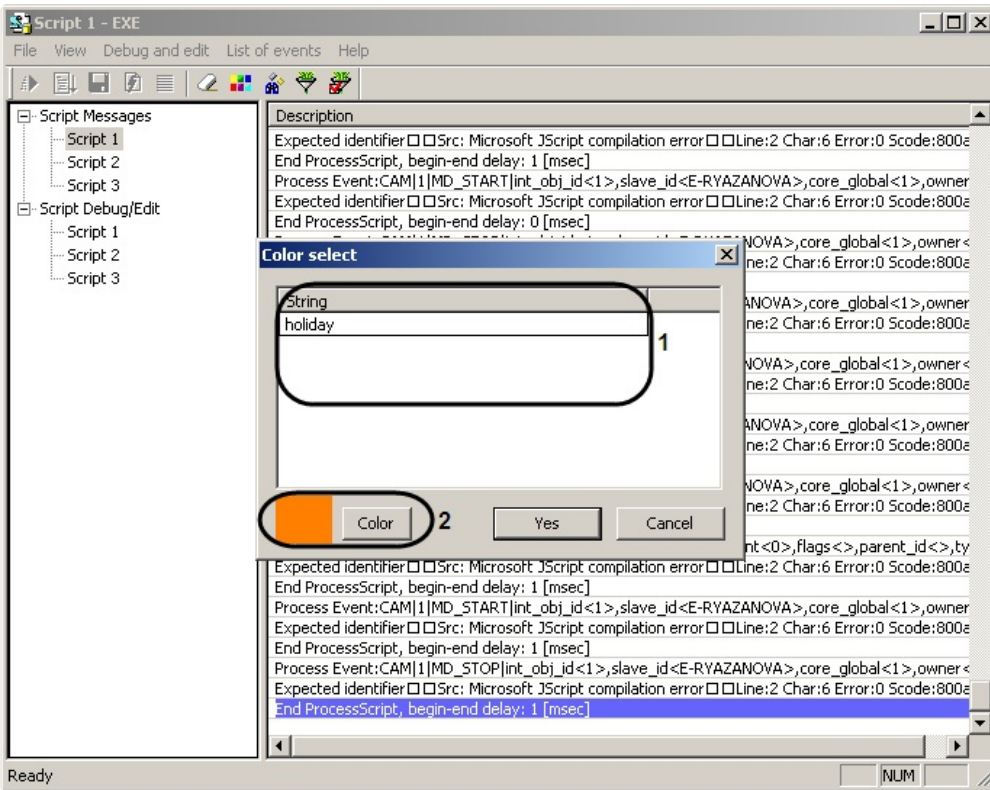 Script 1 - EXE
File View Debug and edit List of events Help
Script Messages
Script 1
Script 2
Script 3
Script Debug/Edit
Script 1
Script 2
Script 3
Description
Expected identifier□□Src: Microsoft JScript compilation error□□Line:2 Char:6 Error:0 Scode:800a
End ProcessScript, begin-end delay: 1 [msec]
Process Event:CAM|1|MD_START|int_obj_id<1>,slave_id<E-RYAZANOVA>,core_global<1>,owner
Expected identifier□□Src: Microsoft JScript compilation error□□Line:2 Char:6 Error:0 Scode:800a
End ProcessScript, begin-end delay: 0 [msec]
NOVA>,core_global<1>,owner<
ne:2 Char:6 Error:0 Scode:800a
ANOVA>,core_global<1>,owner
ne:2 Char:6 Error:0 Scode:800a
NOVA>,core_global<1>,owner<
ne:2 Char:6 Error:0 Scode:800a
ANOVA>,core_global<1>,owner
ne:2 Char:6 Error:0 Scode:800a
NOVA>,core_global<1>,owner<
ne:2 Char:6 Error:0 Scode:800a
nt<0>,flags<>,parent_id<>,ty
Color select
String
holiday
1
Color
2
Yes
Cancel
Expected identifier□□Src: Microsoft JScript compilation error□□Line:2 Char:6 Error:0 Scode:800a
End ProcessScript, begin-end delay: 1 [msec]
Process Event:CAM|1|MD_START|int_obj_id<1>,slave_id<E-RYAZANOVA>,core_global<1>,owner
Expected identifier□□Src: Microsoft JScript compilation error□□Line:2 Char:6 Error:0 Scode:800a
End ProcessScript, begin-end delay: 1 [msec]
Process Event:CAM|1|MD_STOP|int_obj_id<1>,slave_id<E-RYAZANOVA>,core_global<1>,owner<
Expected identifier□□Src: Microsoft JScript compilation error□□Line:2 Char:6 Error:0 Scode:800a
End ProcessScript, begin-end delay: 1 [msec]
Ready
NUM